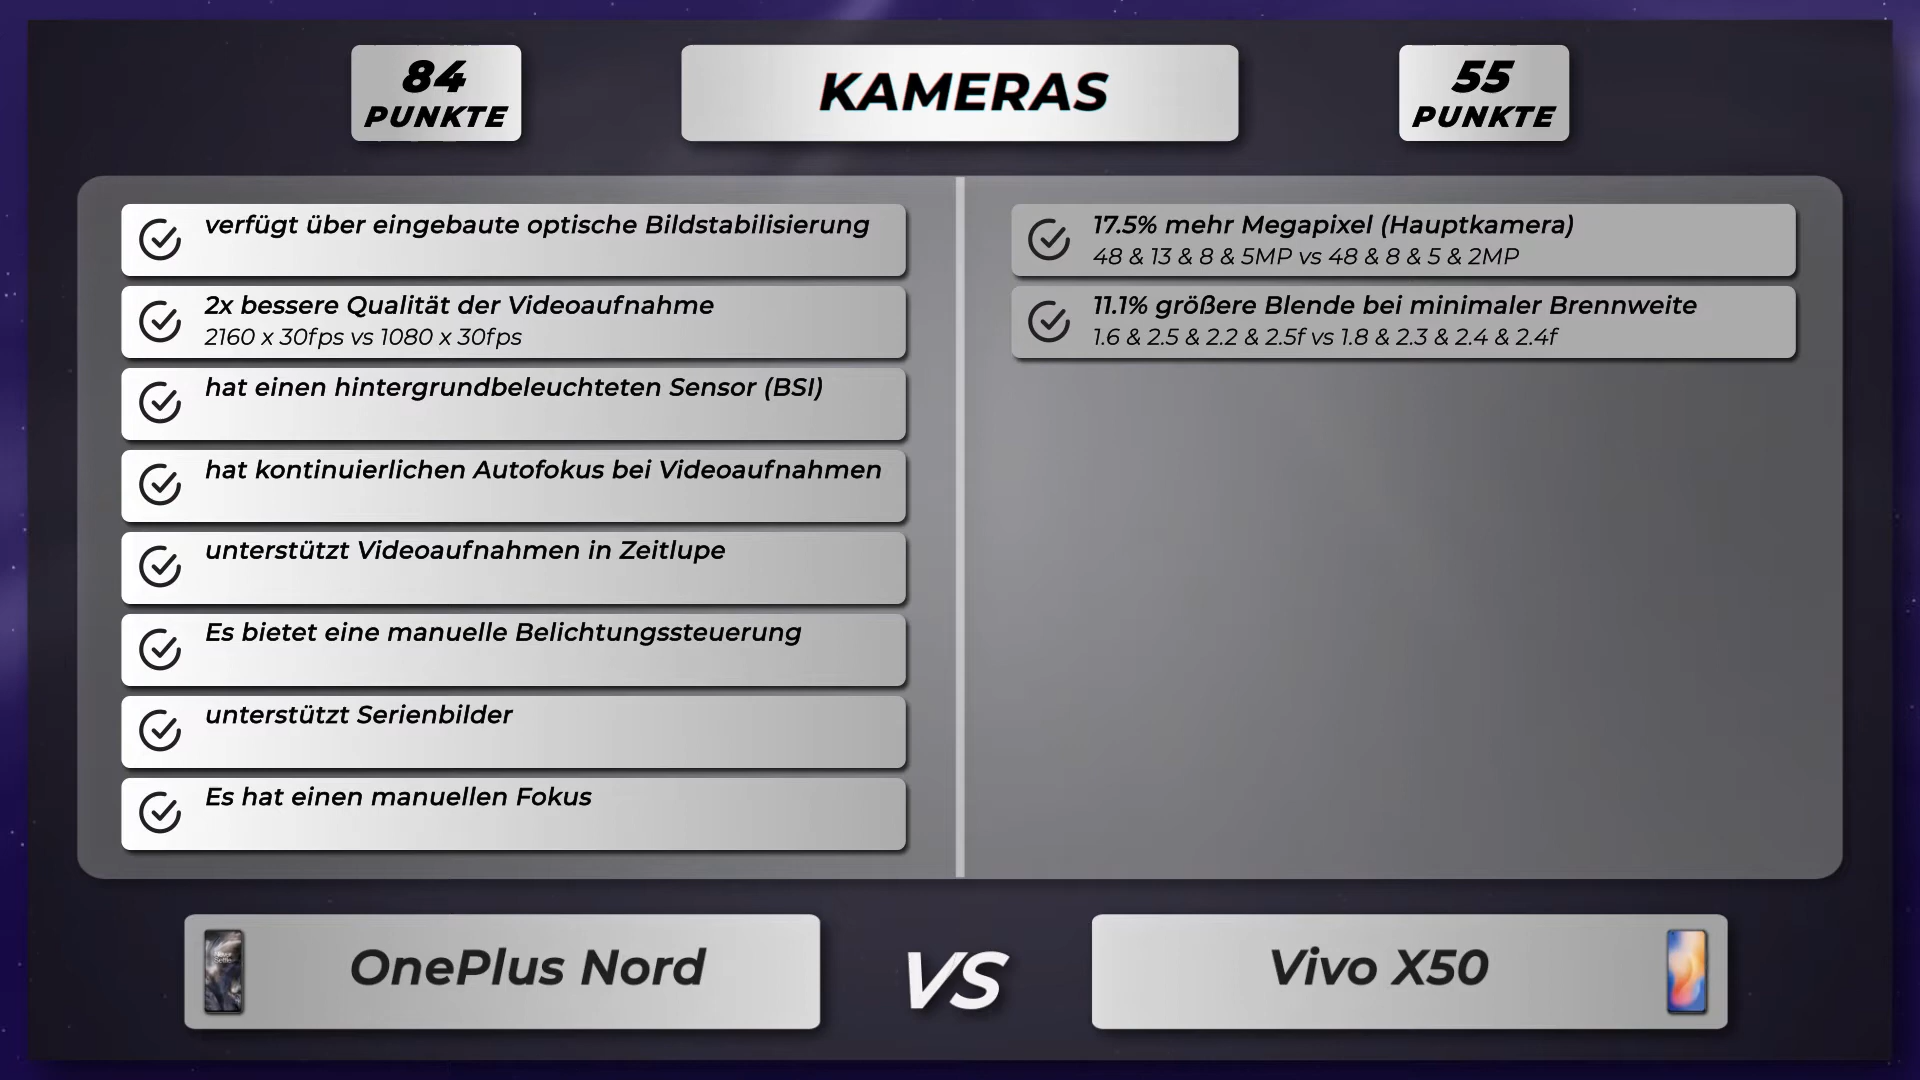 84
PUNKTE
KAMERAS
55
PUNKTE
verfügt über eingebaute optische Bildstabilisierung
2x bessere Qualität der Videoaufnahme
2160 x 30fps vs 1080 x 30fps
hat einen hintergrundbeleuchteten Sensor (BSI)
hat kontinuierlichen Autofokus bei Videoaufnahmen
unterstützt Videoaufnahmen in Zeitlupe
Es bietet eine manuelle Belichtungssteuerung
unterstützt Serienbilder
Es hat einen manuellen Fokus
17.5% mehr Megapixel (Hauptkamera)
48 & 13 & 8 & 5MP vs 48 & 8 & 5 & 2MP
11.1% größere Blende bei minimaler Brennweite
1.6 & 2.5 & 2.2 & 2.5f vs 1.8 & 2.3 & 2.4 & 2.4f
OnePlus Nord
VS
Vivo X50